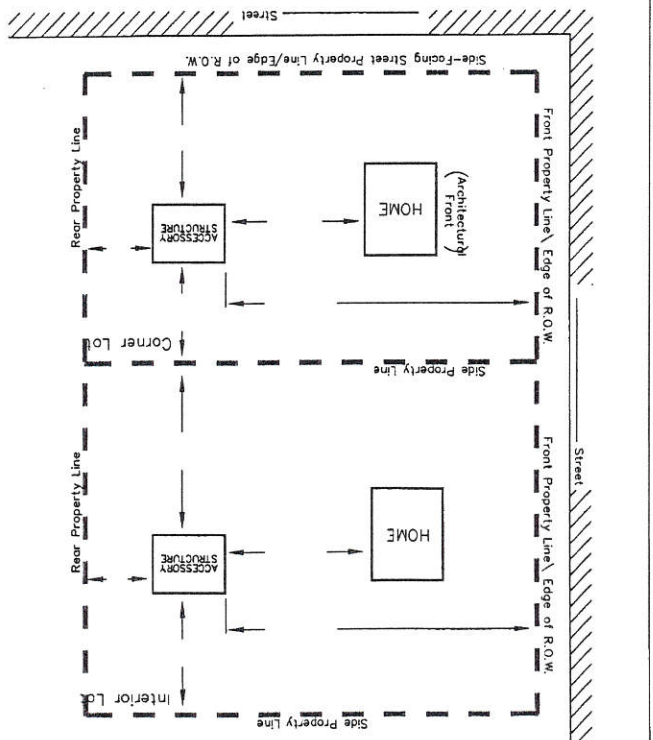 Street
Side-Facing Street Property Line/Edge of R.O.W.
Rear Property Line
ACCESSORY
STRUCTURE
HOME
(Architectural
Front)
Front Property Line\ Edge of R.O.W.
Corner Lot
Side Property Line
Rear Property Line
ACCESSORY
STRUCTURE
HOME
Front Property Line\ Edge of R.O.W.
Street
Interior Lot
Side Property Line